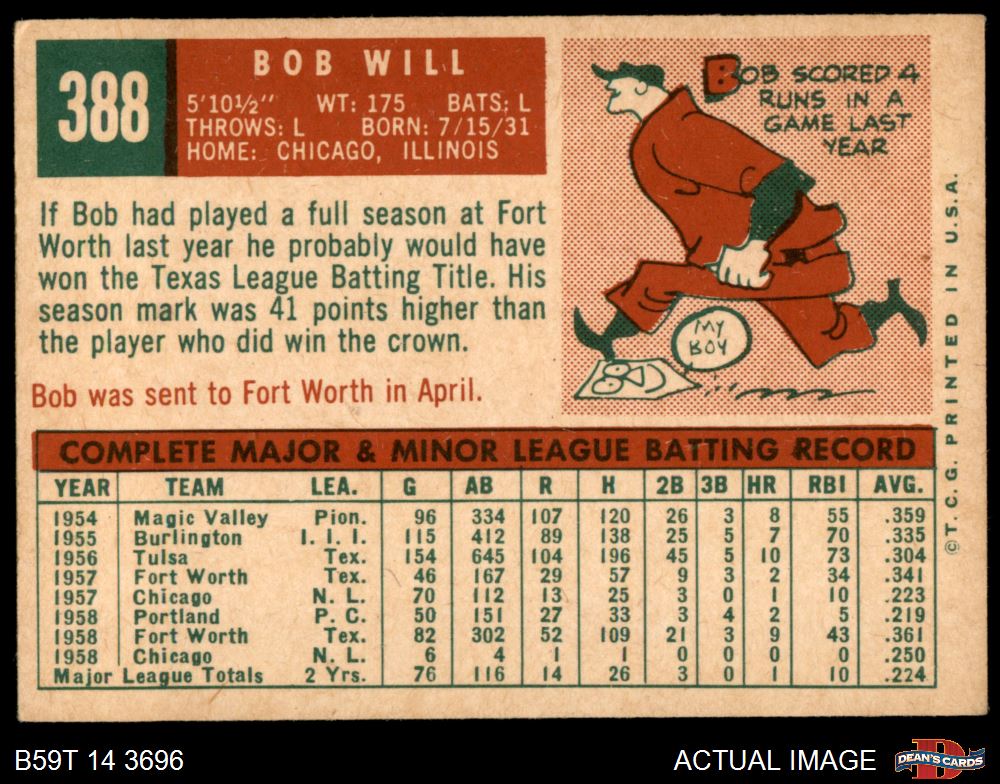 388
BOB WILL
5'10½" WT: 175 BATS: L
THROWS: L BORN: 7/15/31
HOME: CHICAGO, ILLINOIS
BOB SCORED 4
RUNS IN A
GAME LAST
YEAR
MY
BOY
If Bob had played a full season at Fort
Worth last year he probably would have
won the Texas League Batting Title. His
season mark was 41 points higher than
the player who did win the crown.
Bob was sent to Fort Worth in April.
COMPLETE MAJOR & MINOR LEAGUE BATTING RECORD
YEAR TEAM LEA. G AB R H 2B 3B HR RBI AVG.
1954 Magic Valley Pion. 96 334 107 120 26 3 8 55 .359
1955 Burlington I. I. I. 115 412 89 138 25 5 7 70 .335
1956 Tulsa Tex. 154 645 104 196 45 5 10 73 .304
1957 Fort Worth Tex. 46 167 29 57 9 3 2 34 .341
1957 Chicago N. L. 70 112 13 25 3 0 1 10 .223
1958 Portland P. C. 50 151 27 33 3 4 2 5 .219
1958 Fort Worth Tex. 82 302 52 109 21 3 9 43 .361
1958 Chicago N. L. 6 4 1 1 0 0 0 0 .250
Major League Totals 2 Yrs. 76 116 14 26 3 0 1 10 .224
©T. C. G. PRINTED IN U.S.A.
B59T 14 3696
ACTUAL IMAGE
DEAN'S CARDS